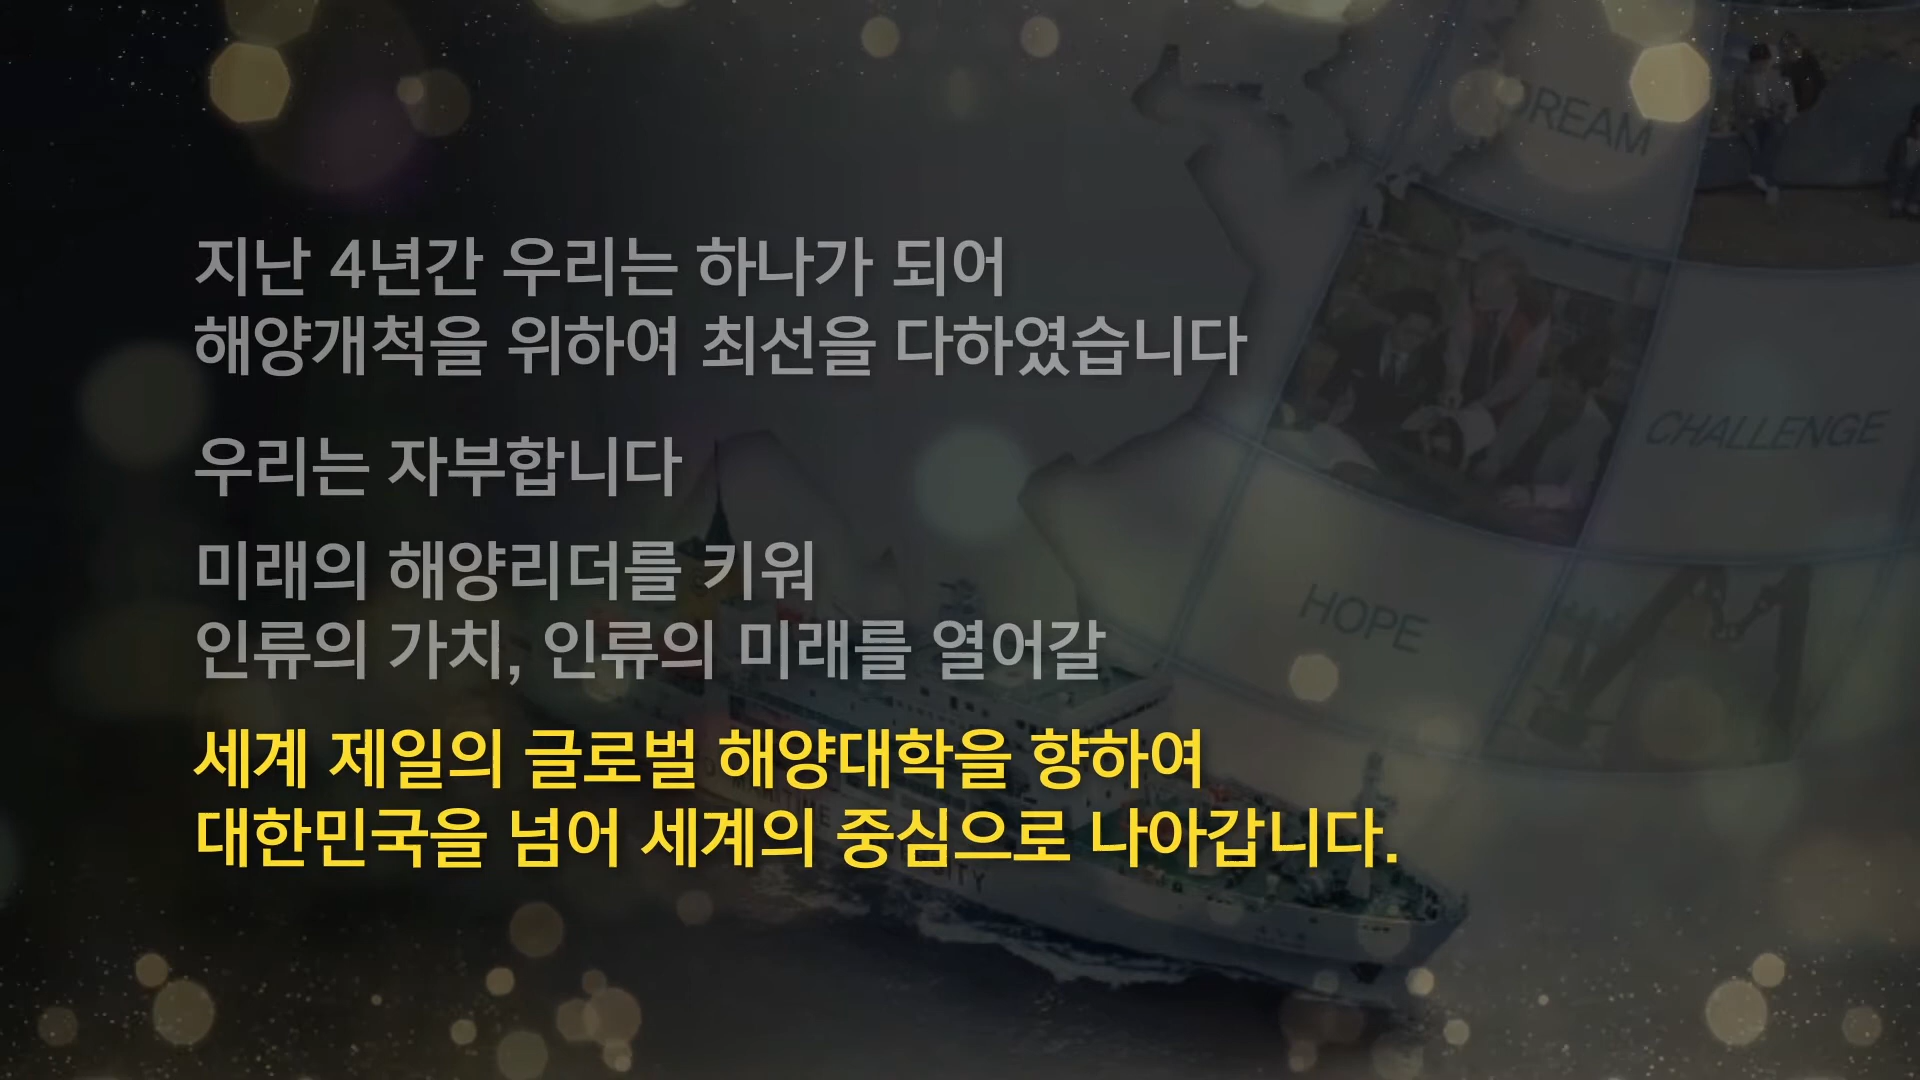 지난 4년간 우리는 하나가 되어
해양개척을 위하여 최선을 다하였습니다
우리는 자부합니다
미래의 해양리더를 키워
인류의 가치, 인류의 미래를 열어갈
세계 제일의 글로벌 해양대학을 향하여
대한민국을 넘어 세계의 중심으로 나아갑니다.
DREAM
CHALLENGE
HOPE
MARITIME